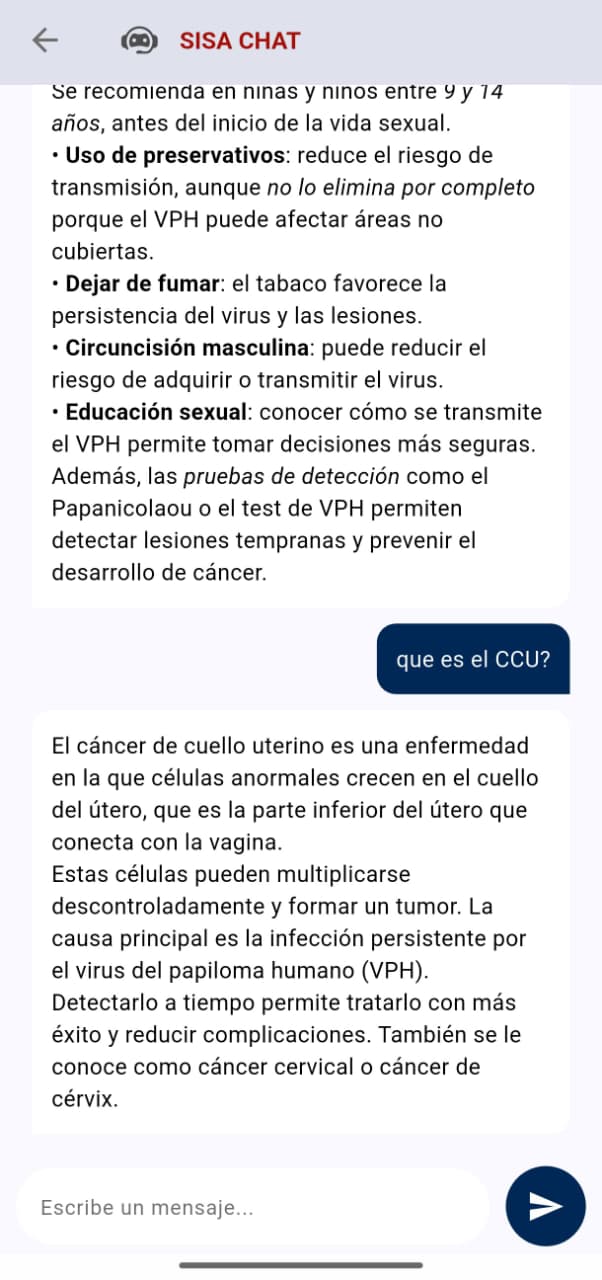 SISA CHAT
Se recomienda en niñas y niños entre 9 y 14
años, antes del inicio de la vida sexual.
• Uso de preservativos: reduce el riesgo de
transmisión, aunque no lo elimina por completo
porque el VPH puede afectar áreas no
cubiertas.
• Dejar de fumar: el tabaco favorece la
persistencia del virus y las lesiones.
• Circuncisión masculina: puede reducir el
riesgo de adquirir o transmitir el virus.
• Educación sexual: conocer cómo se transmite
el VPH permite tomar decisiones más seguras.
Además, las pruebas de detección como el
Papanicolaou o el test de VPH permiten
detectar lesiones tempranas y prevenir el
desarrollo de cáncer.
que es el CCU?
El cáncer de cuello uterino es una enfermedad
en la que células anormales crecen en el cuello
del útero, que es la parte inferior del útero que
conecta con la vagina.
Estas células pueden multiplicarse
descontroladamente y formar un tumor. La
causa principal es la infección persistente por
el virus del papiloma humano (VPH).
Detectarlo a tiempo permite tratarlo con más
éxito y reducir complicaciones. También se le
conoce como cáncer cervical o cáncer de
cérvix.
Escribe un mensaje...